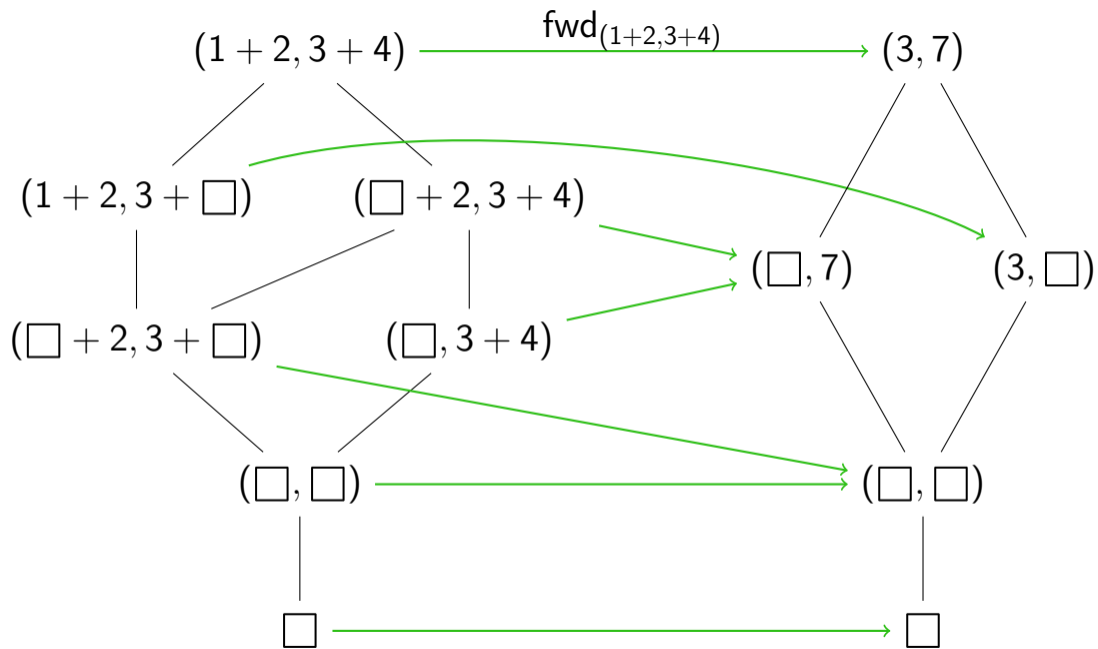 (1 + 2, 3 + 4) fwd(1+2,3+4) (3, 7)
(1 + 2, 3 + □) (□ + 2, 3 + 4)
(□, 7) (3, □)
(□ + 2, 3 + □) (□, 3 + 4)
(□, □) (□, □)
□ □